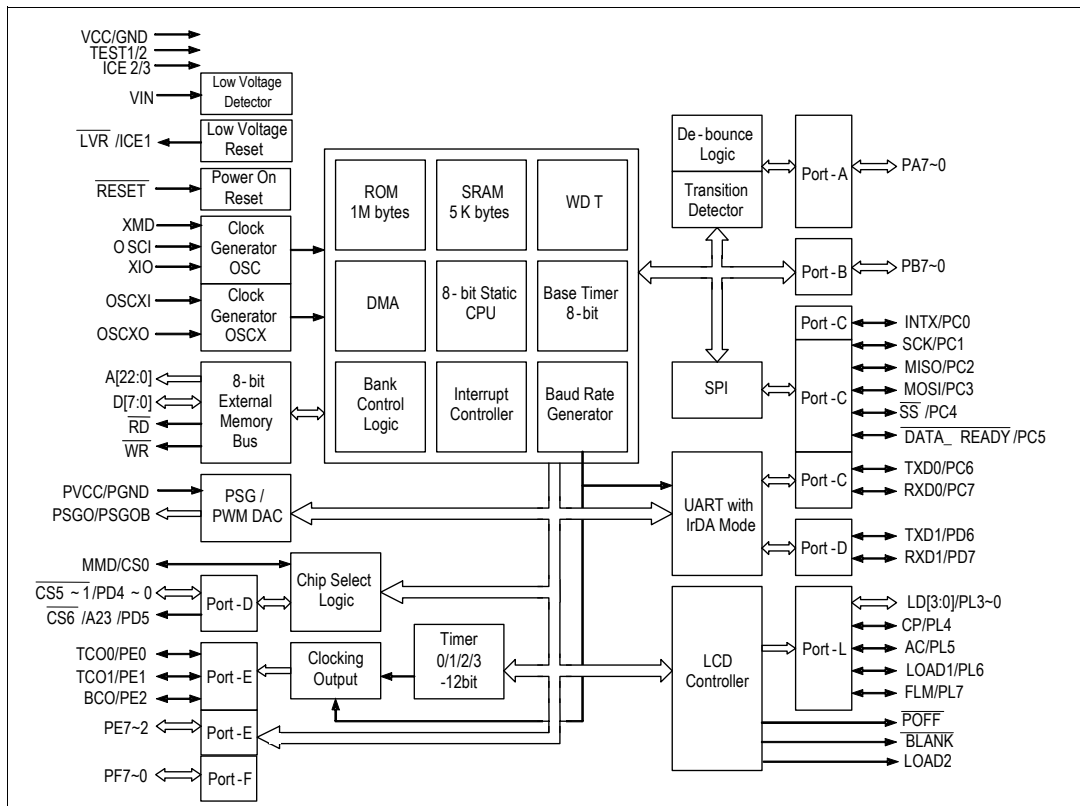 VCC/GND
TEST1/2
ICE 2/3
VIN
Low Voltage
Detector
LVR /ICE1
Low Voltage
Reset
RESET
Power On
Reset
XMD
O SCI
XIO
Clock
Generator
OSC
OSCXI
OSCXO
Clock
Generator
OSCX
A[22:0]
D[7:0]
RD
WR
8- bit
External
Memory
Bus
PVCC/PGND
PSGO/PSGOB
PSG /
PWM DAC
MMD/CS0
CS5 ~ 1/PD4 ~ 0
CS6 /A23 /PD5
Port -D
Chip Select
Logic
TCO0/PE0
TCO1/PE1
BCO/PE2
Port -E
Clocking
Output
Timer
0/1/2/3
-12bit
PE7~2
Port -E
PF7~0
Port -F
ROM
1M bytes
SRAM
5 K bytes
WD T
DMA
8- bit Static
CPU
Base Timer
8-bit
Bank
Control
Logic
Interrupt
Controller
Baud Rate
Generator
De - bounce
Logic
Transition
Detector
Port -A
PA7~0
Port -B
PB7~0
Port -C
INTX/PC0
SPI
Port -C
SCK/PC1
MISO/PC2
MOSI/PC3
SS /PC4
DATA_ READY/PC5
UART with
IrDA Mode
Port -C
TXD0/PC6
RXD0/PC7
Port -D
TXD1/PD6
RXD1/PD7
LCD
Controller
Port -L
LD[3:0]/PL3~0
CP/PL4
AC/PL5
LOAD1/PL6
FLM/PL7
POFF
BLANK
LOAD2